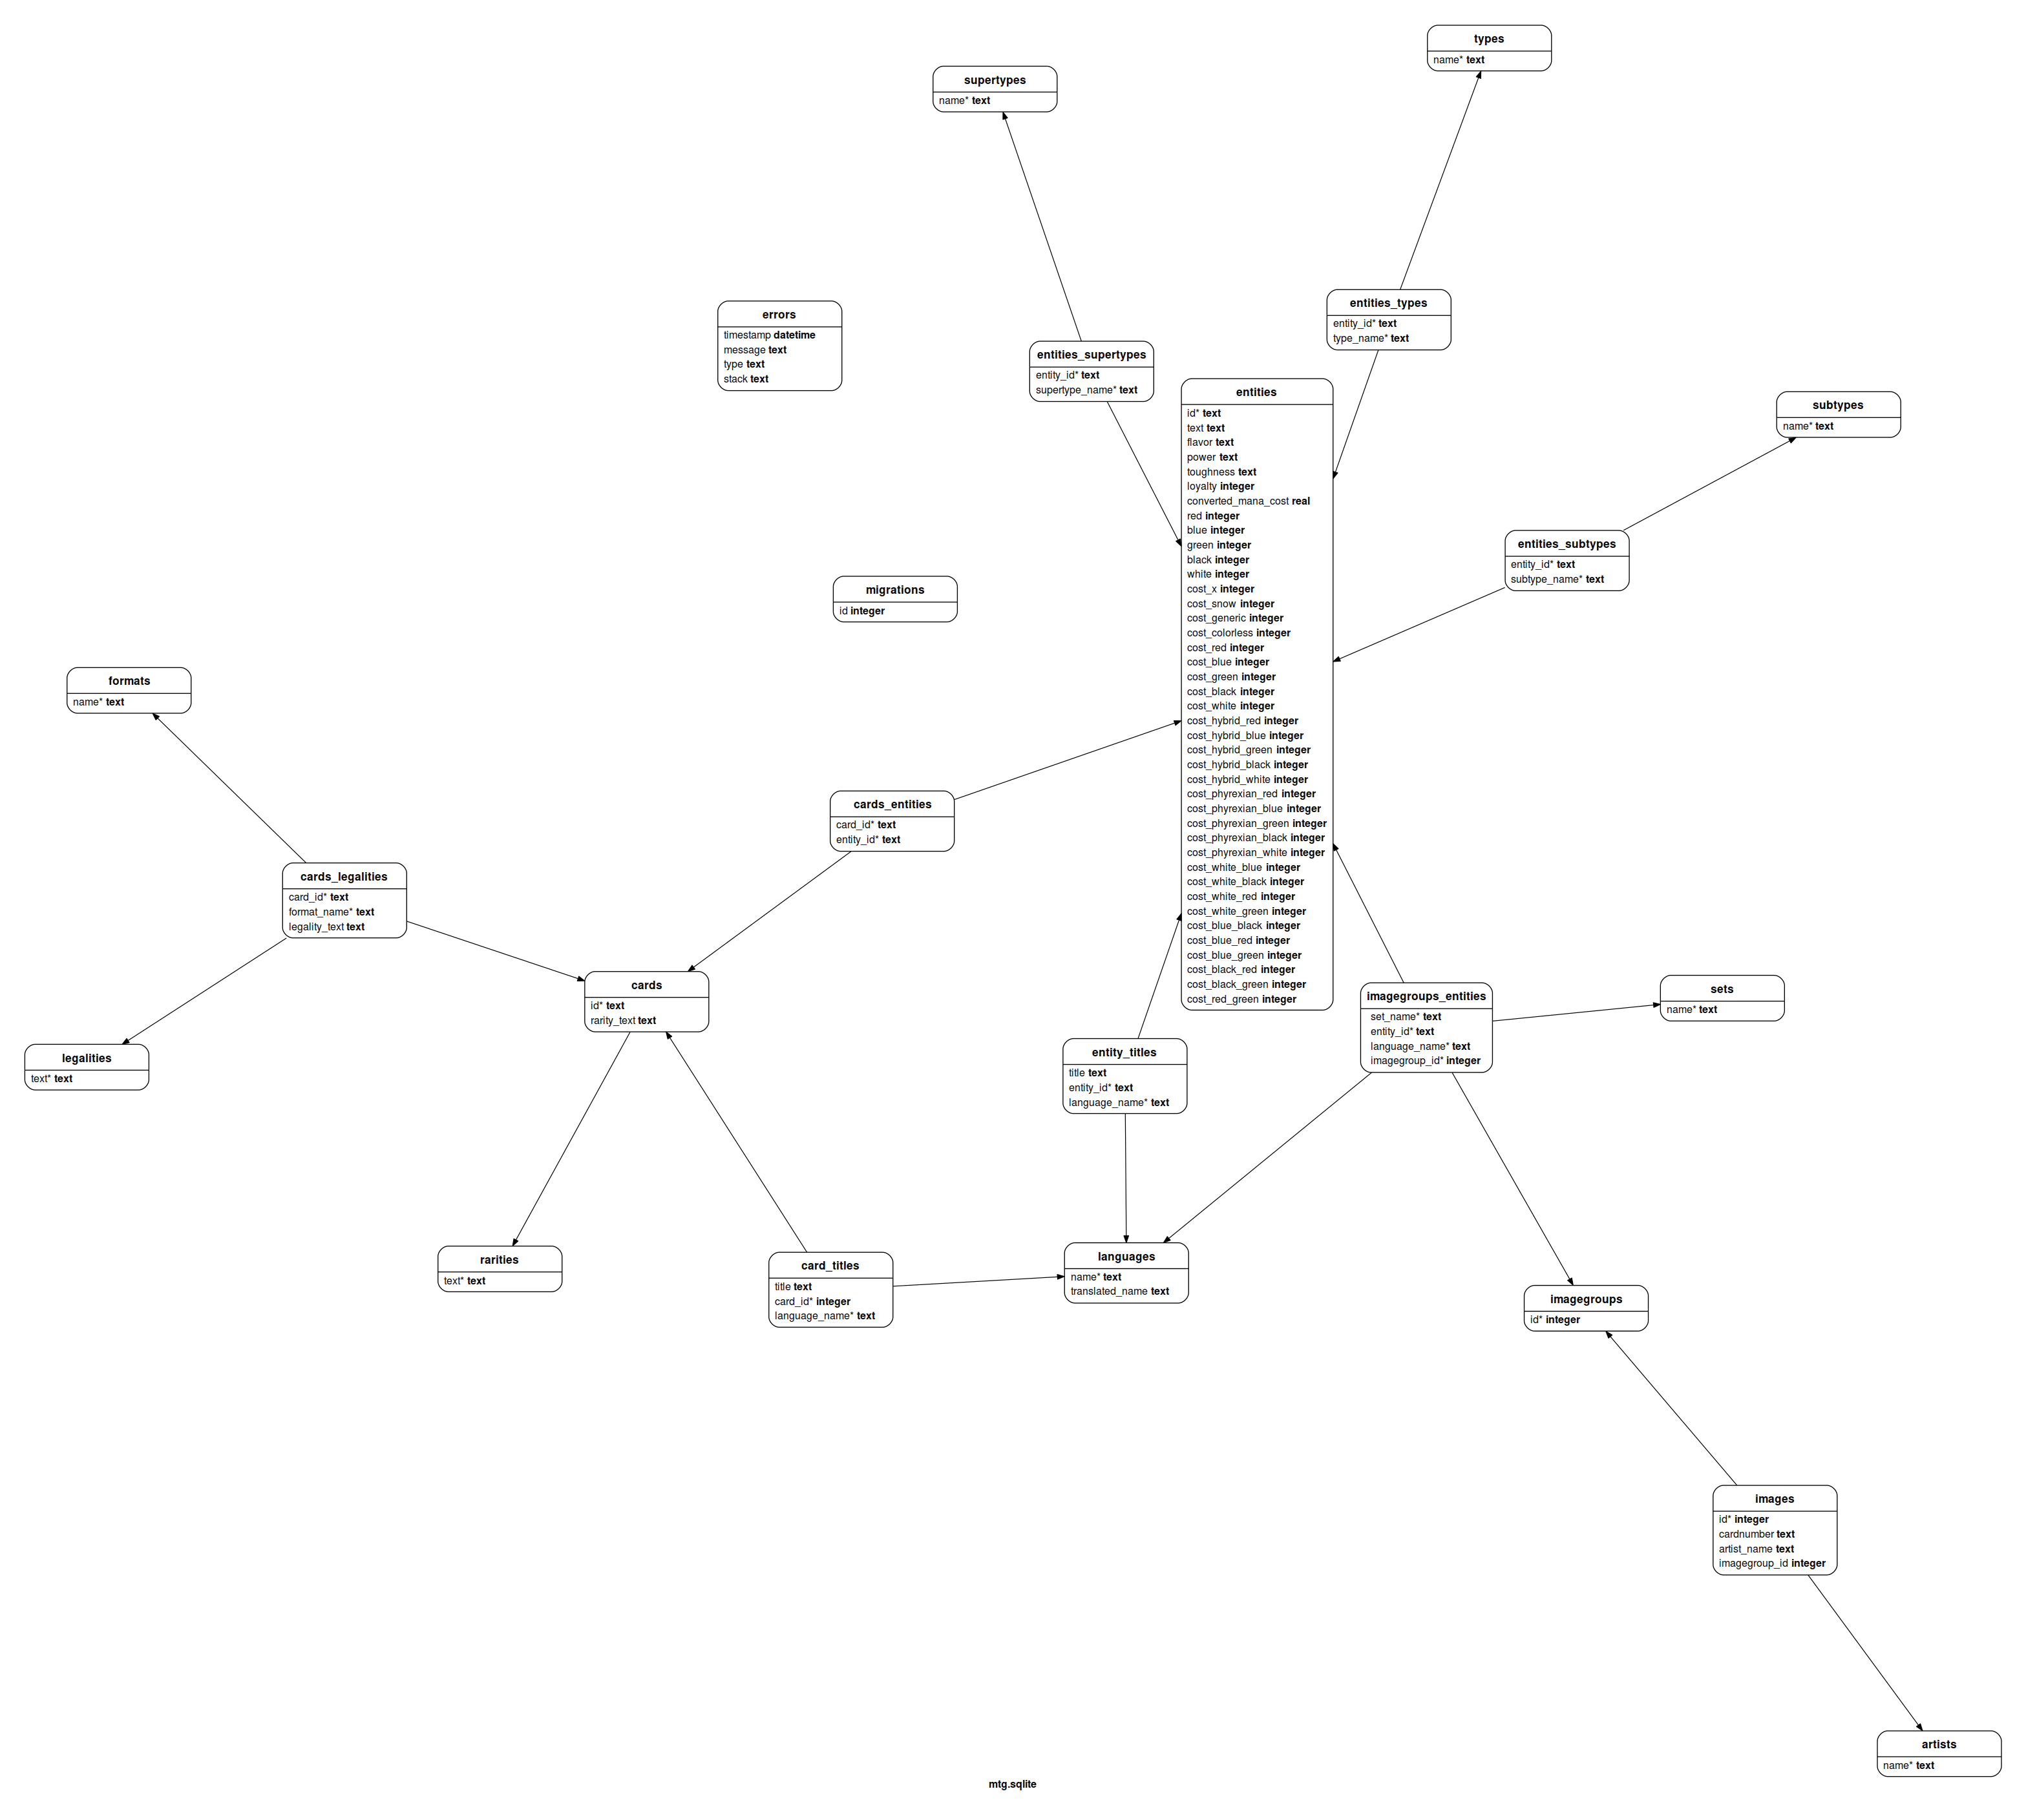 types
name* text
supertypes
name* text
entities_types
entity_id* text
type_name* text
errors
timestamp datetime
message text
type text
stack text
entities_supertypes
entity_id* text
supertype_name* text
entities
id* text
text text
flavor text
power text
toughness text
loyalty integer
converted_mana_cost real
red integer
blue integer
green integer
black integer
white integer
cost_x integer
cost_snow integer
cost_generic integer
cost_colorless integer
cost_red integer
cost_blue integer
cost_green integer
cost_black integer
cost_white integer
cost_hybrid_red integer
cost_hybrid_blue integer
cost_hybrid_green integer
cost_hybrid_black integer
cost_hybrid_white integer
cost_phyrexian_red integer
cost_phyrexian_blue integer
cost_phyrexian_green integer
cost_phyrexian_black integer
cost_phyrexian_white integer
cost_white_blue integer
cost_white_black integer
cost_white_red integer
cost_white_green integer
cost_blue_black integer
cost_blue_red integer
cost_blue_green integer
cost_black_red integer
cost_black_green integer
cost_red_green integer
subtypes
name* text
entities_subtypes
entity_id* text
subtype_name* text
migrations
id integer
formats
name* text
cards_entities
card_id* text
entity_id* text
cards_legalities
card_id* text
format_name* text
legality_text text
cards
id* text
rarity_text text
legalities
text* text
imagegroups_entities
set_name* text
entity_id* text
language_name* text
imagegroup_id* integer
sets
name* text
entity_titles
title text
entity_id* text
language_name* text
rarities
text* text
card_titles
title text
card_id* integer
language_name* text
languages
name* text
translated_name text
imagegroups
id* integer
images
id* integer
cardnumber text
artist_name text
imagegroup_id integer
artists
name* text
mtg.sqlite